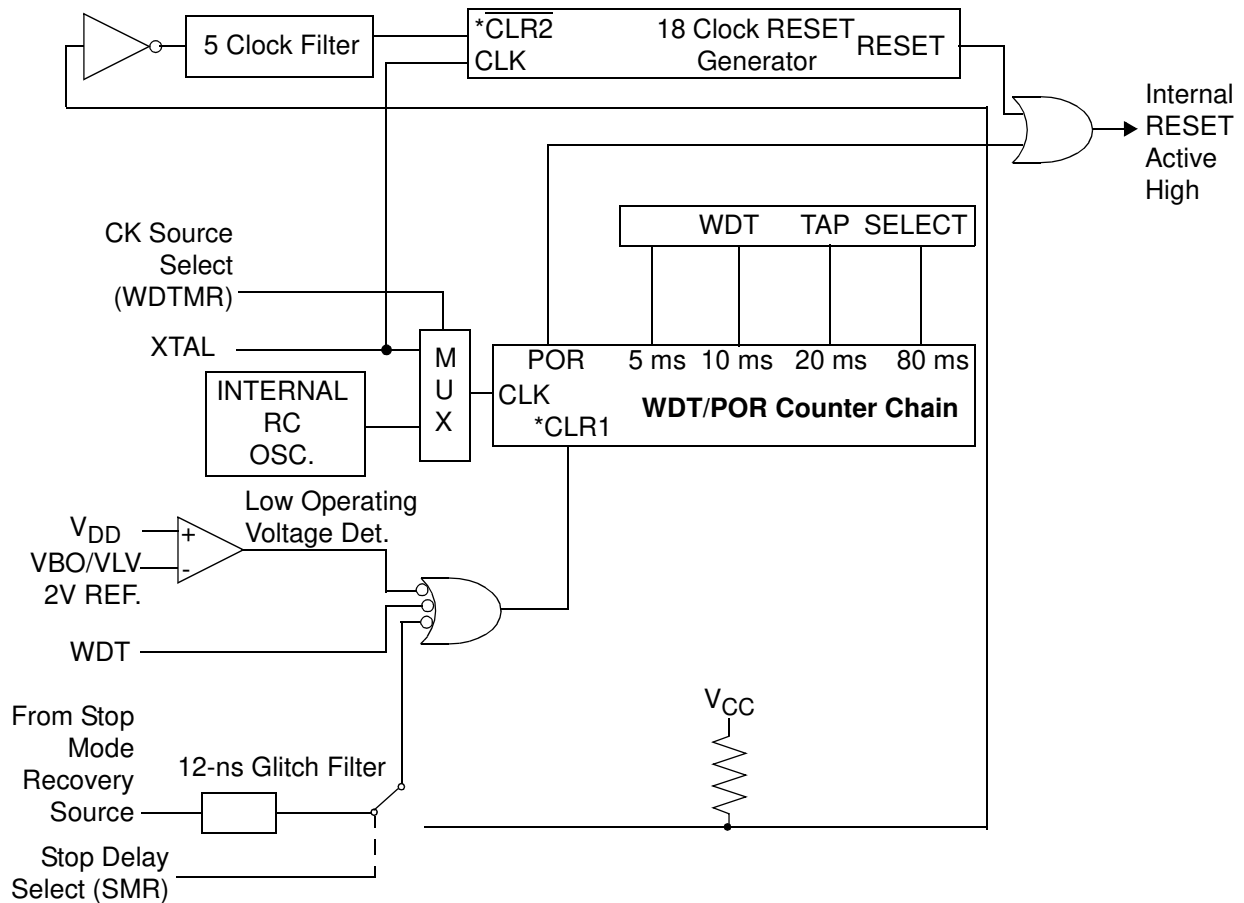 5 Clock Filter
*CLR2
CLK
18 Clock RESET
Generator
RESET
Internal
RESET
Active
High
WDT TAP SELECT
CK Source
Select
(WDTMR)
XTAL
M
U
X
INTERNAL
RC
OSC.
POR 5 ms 10 ms 20 ms 80 ms
CLK
WDT/POR Counter Chain
*CLR1
Low Operating
Voltage Det.
VDD
+
VBO/VLV
-
2V REF.
WDT
VCC
From Stop
Mode
Recovery
Source
12-ns Glitch Filter
Stop Delay
Select (SMR)